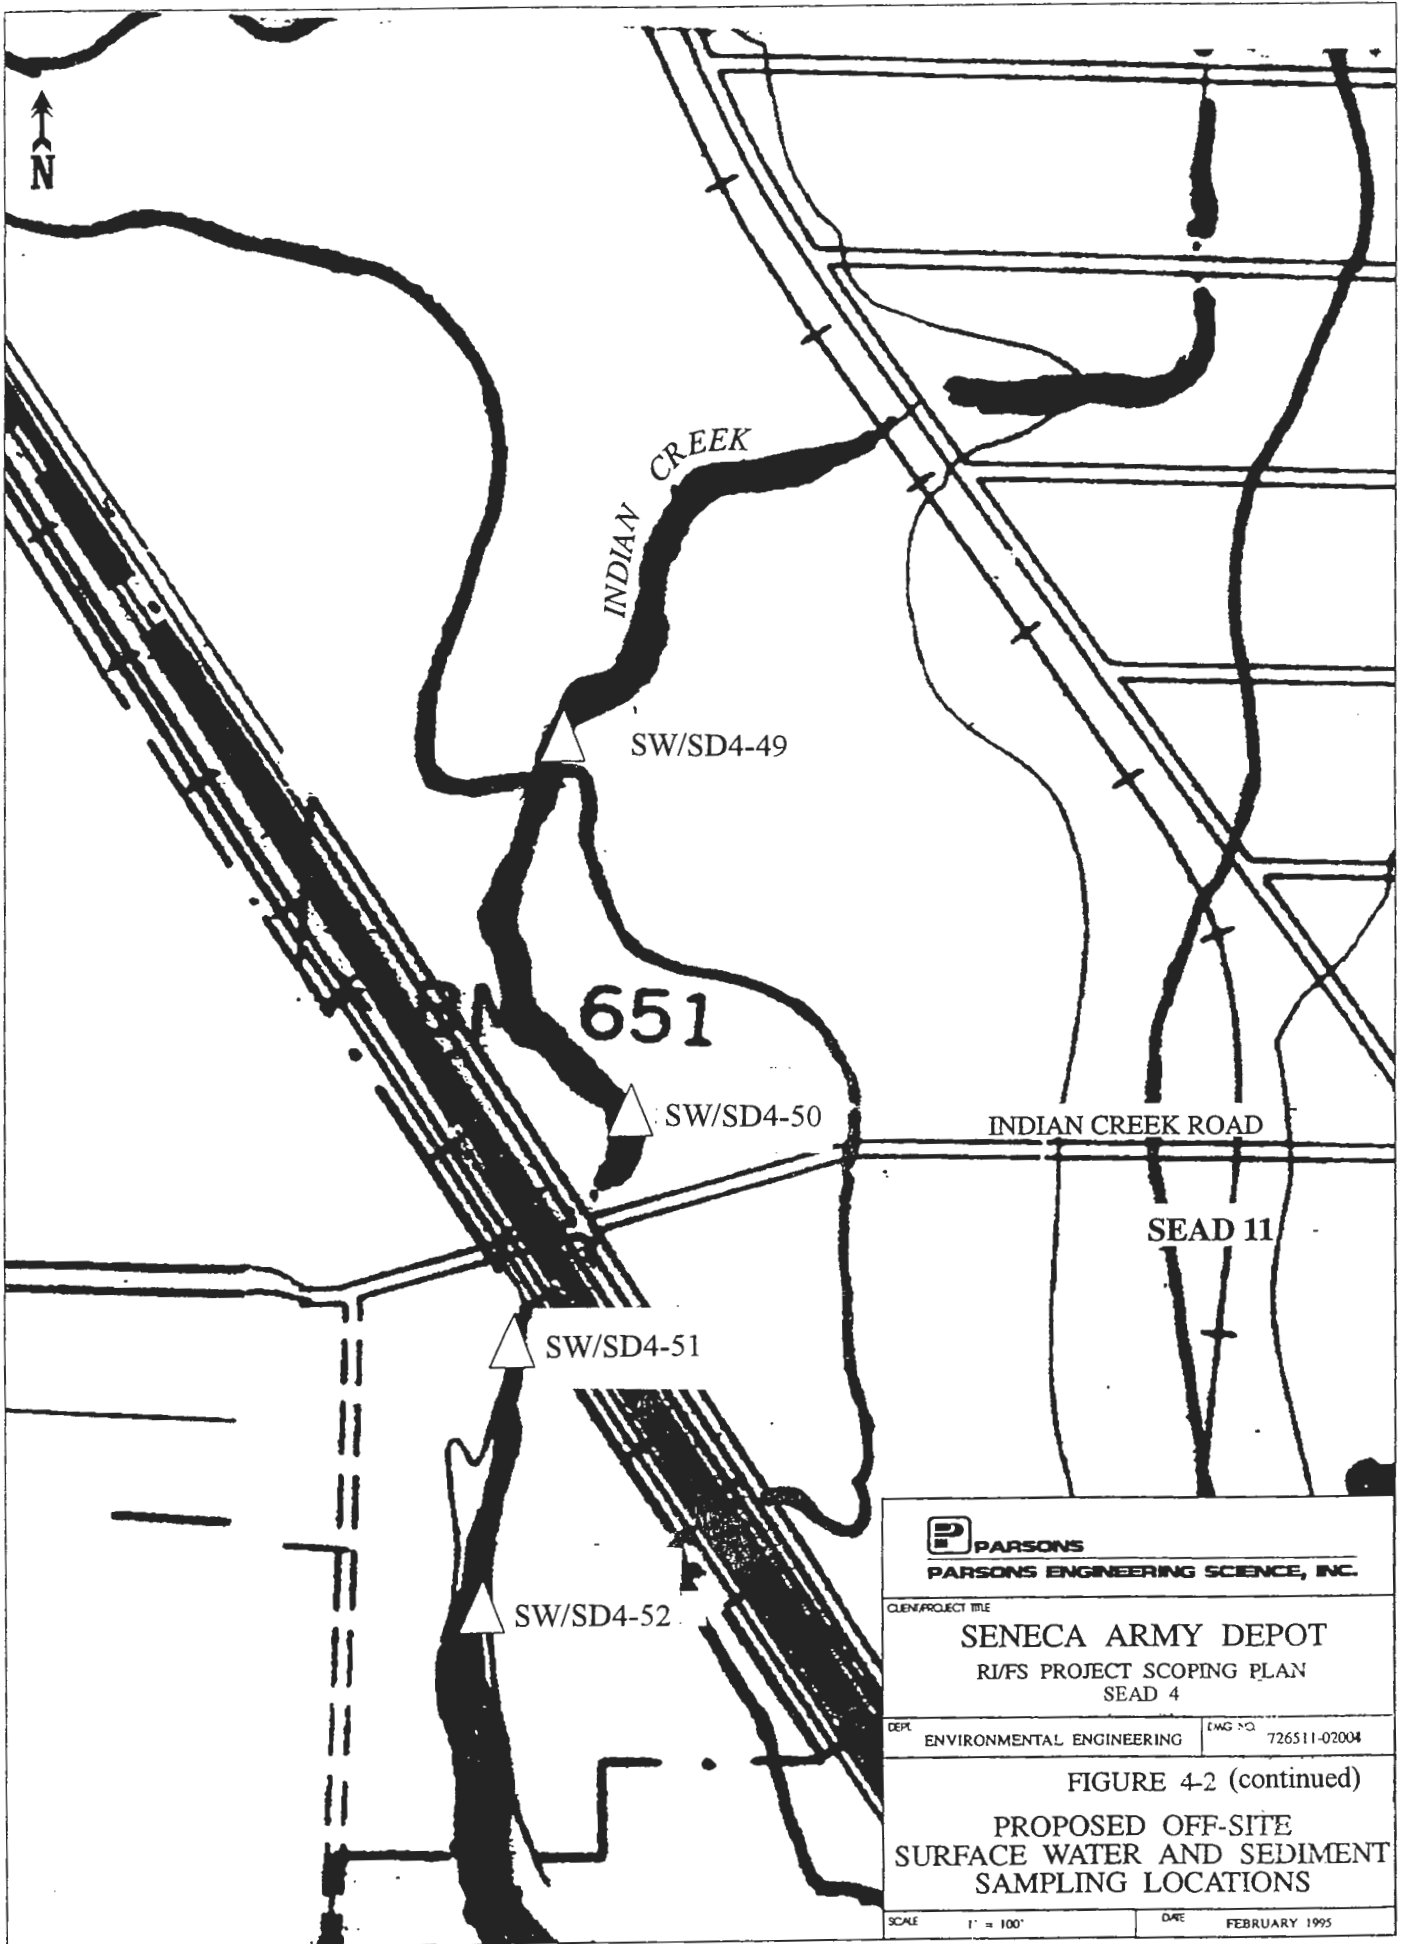 N
INDIAN CREEK
SW/SD4-49
651
SW/SD4-50
INDIAN CREEK ROAD
SEAD 11
SW/SD4-51
SW/SD4-52
PARSONS
PARSONS ENGINEERING SCIENCE, INC.
CLIENT/PROJECT TITLE
SENECA ARMY DEPOT
RI/FS PROJECT SCOPING PLAN
SEAD 4
DEPT. ENVIRONMENTAL ENGINEERING DWG NO. 726511-02004
FIGURE 4-2 (continued)
PROPOSED OFF-SITE
SURFACE WATER AND SEDIMENT
SAMPLING LOCATIONS
SCALE 1" = 100' DATE FEBRUARY 1995